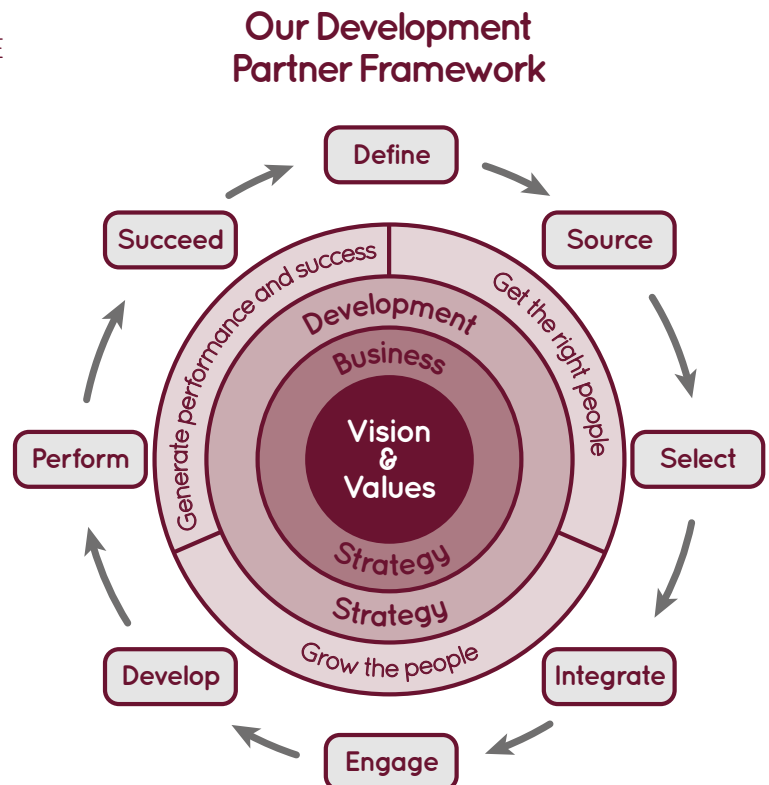 Our Development
Partner Framework
Define
Source
Select
Integrate
Engage
Develop
Perform
Succeed
Generate performance and success
Get the right people
Grow the people
Development
Strategy
Business
Strategy
Vision
&
Values